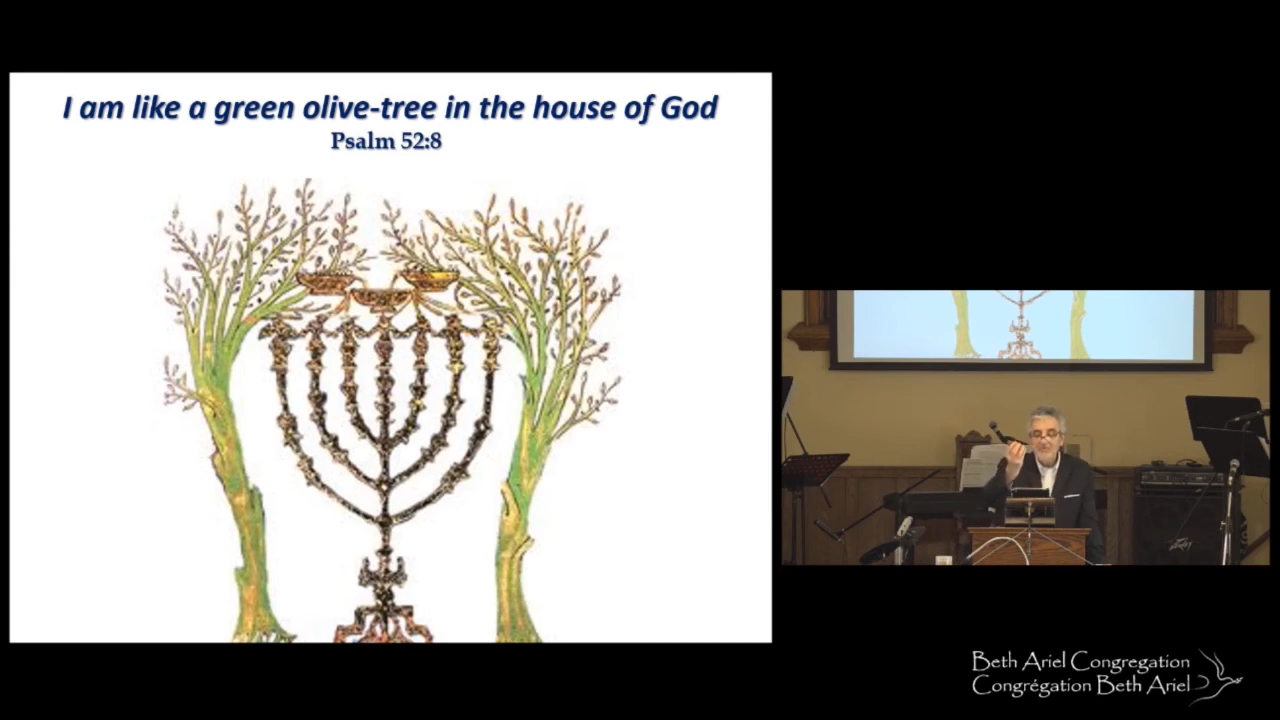 I am like a green olive-tree in the house of God
Psalm 52:8
PEAVEY
Beth Ariel Congregation
Congrégation Beth Ariel